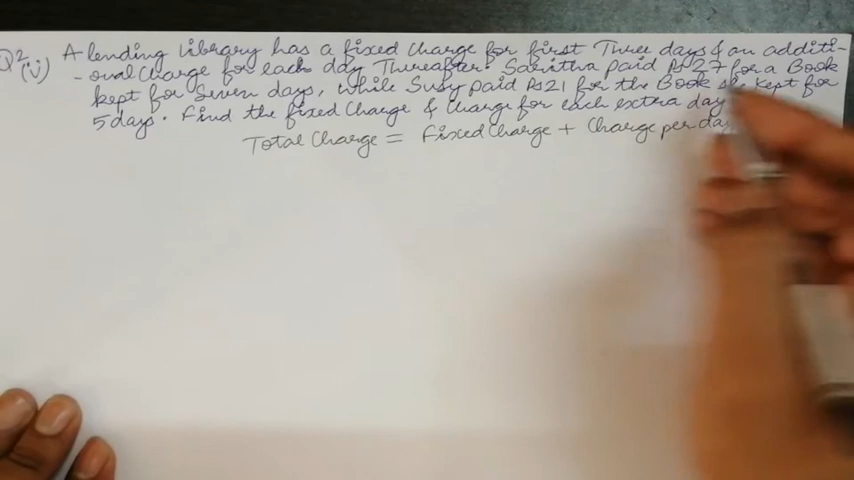 Q2 A lending Library has a fixed charge for first Three days & an additi-
(v) -onal charge for each day Thereafter. Saritha paid Rs 27 for a Book
kept for Seven days, while Susy paid Rs 21 for the Book she kept for
5 days. Find the fixed Charge & charge for each extra day
Total Charge = Fixed Charge + Charge per day